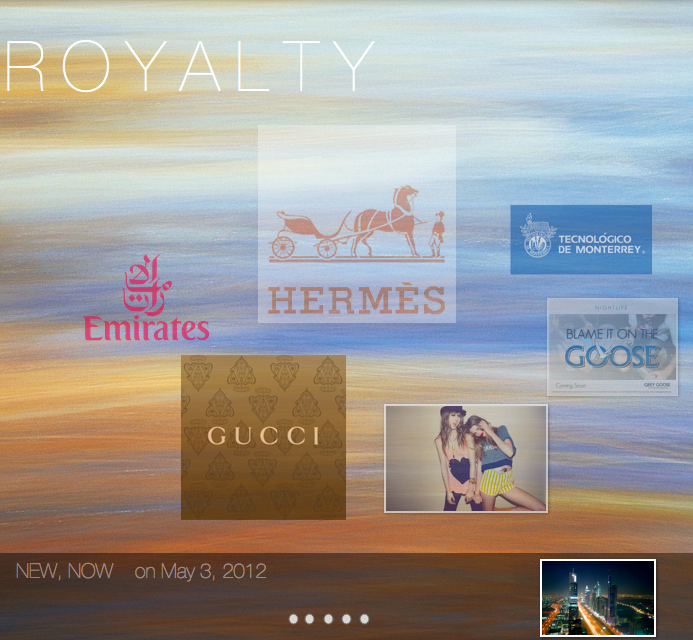 ROYALTY
HERMÈS
TECNOLÓGICO
DE MONTERREY
امارات
Emirates
NIGHTLIFE
BLAME IT ON THE
GOOSE
Coming Soon
GREY GOOSE
GUCCI
NEW, NOW on May 3, 2012